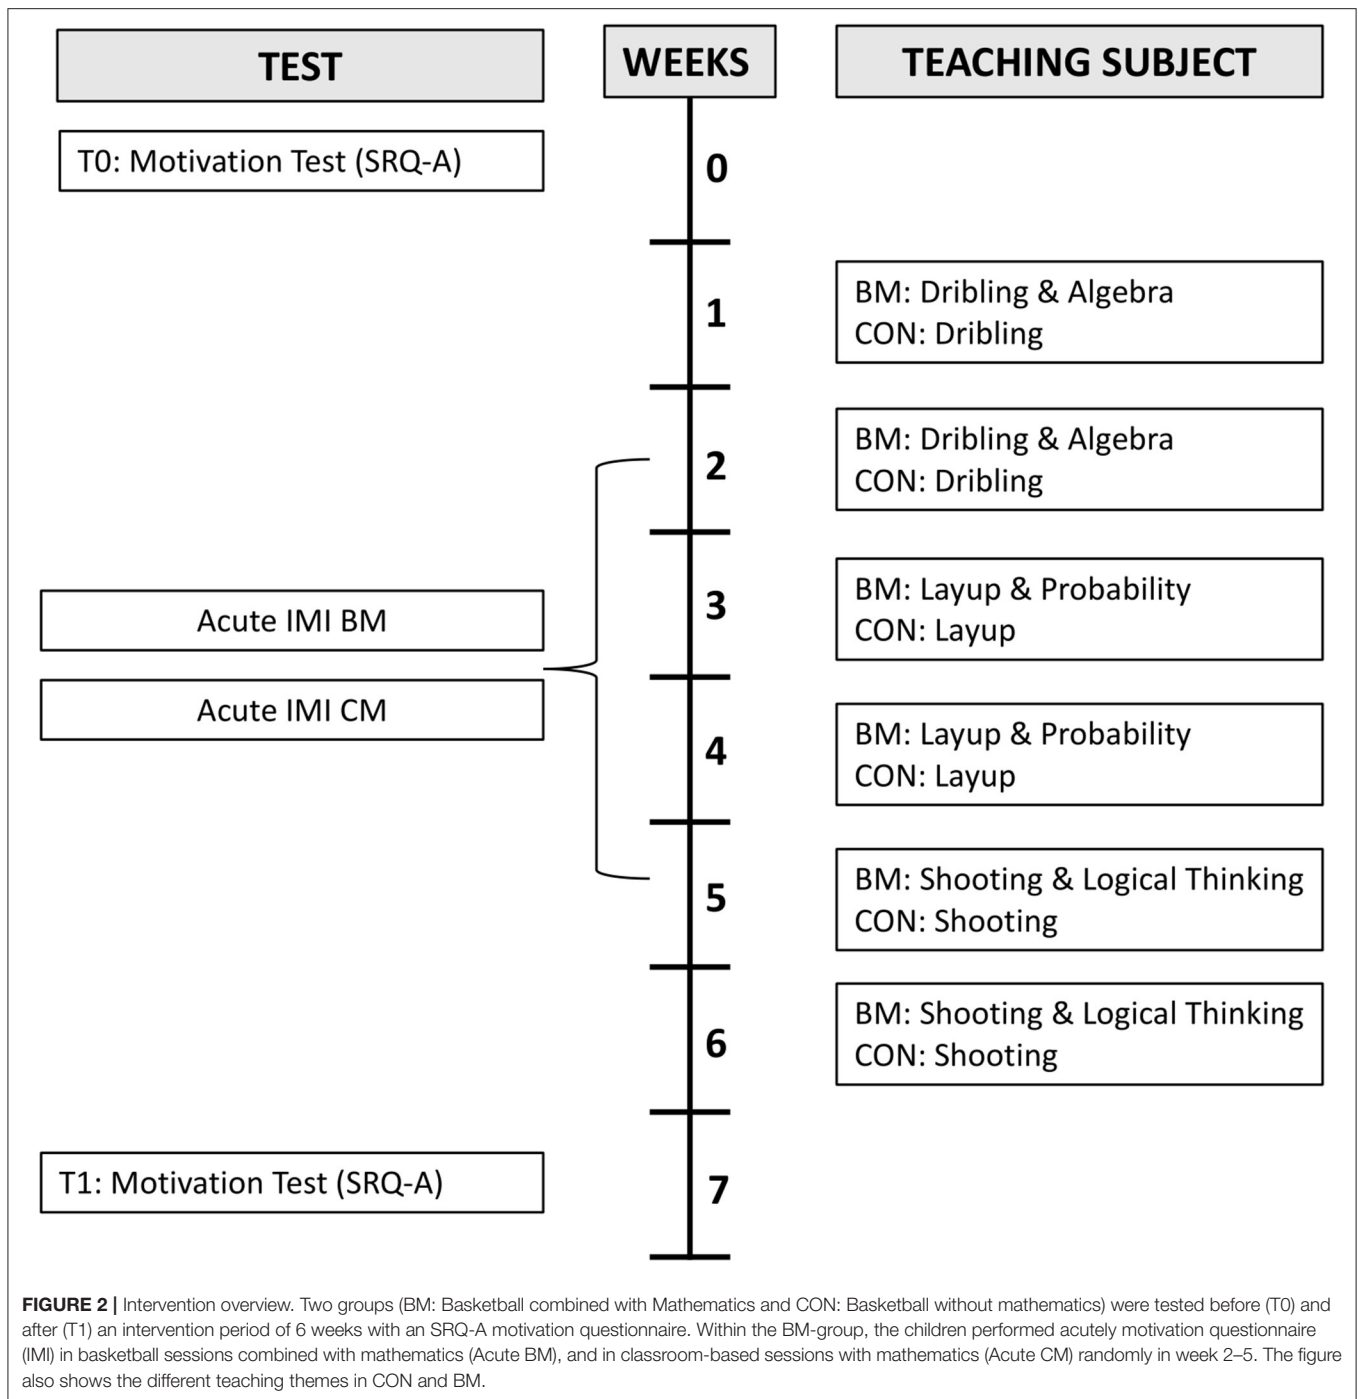 TEST
WEEKS
TEACHING SUBJECT
T0: Motivation Test (SRQ-A)
0
1
BM: Dribling & Algebra
CON: Dribling
2
BM: Dribling & Algebra
CON: Dribling
Acute IMI BM
3
BM: Layup & Probability
CON: Layup
Acute IMI CM
4
BM: Layup & Probability
CON: Layup
5
BM: Shooting & Logical Thinking
CON: Shooting
6
BM: Shooting & Logical Thinking
CON: Shooting
T1: Motivation Test (SRQ-A)
7
FIGURE 2 | Intervention overview. Two groups (BM: Basketball combined with Mathematics and CON: Basketball without mathematics) were tested before (T0) and
after (T1) an intervention period of 6 weeks with an SRQ-A motivation questionnaire. Within the BM-group, the children performed acutely motivation questionnaire
(IMI) in basketball sessions combined with mathematics (Acute BM), and in classroom-based sessions with mathematics (Acute CM) randomly in week 2–5. The figure
also shows the different teaching themes in CON and BM.